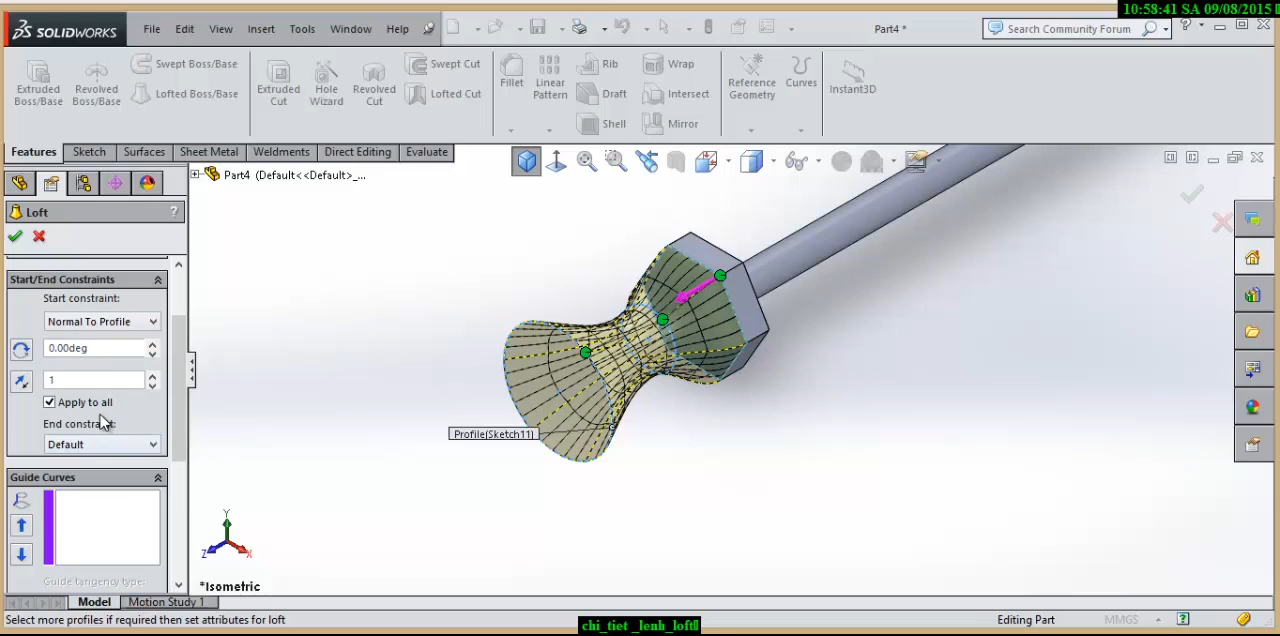 10:58:41 SA 09/08/2015
SOLIDWORKS File Edit View Insert Tools Window Help Part4 * Search Community Forum
Extruded Boss/Base
Revolved Boss/Base
Swept Boss/Base
Lofted Boss/Base
Extruded Cut
Hole Wizard
Revolved Cut
Swept Cut
Lofted Cut
Fillet
Linear Pattern
Rib
Draft
Shell
Wrap
Intersect
Mirror
Reference Geometry
Curves
Instant3D
Features Sketch Surfaces Sheet Metal Weldments Direct Editing Evaluate
Part4 (Default<<Default>_...
Loft ?
Start/End Constraints
Start constraint:
Normal To Profile
0.00deg
1
Apply to all
End constraint:
Default
Guide Curves
Guide tangency type:
Profile(Sketch11)
Y
Z X
*Isometric
Model Motion Study 1
Select more profiles if required then set attributes for loft Editing Part MMGS
chi_tiet _lenh_loft